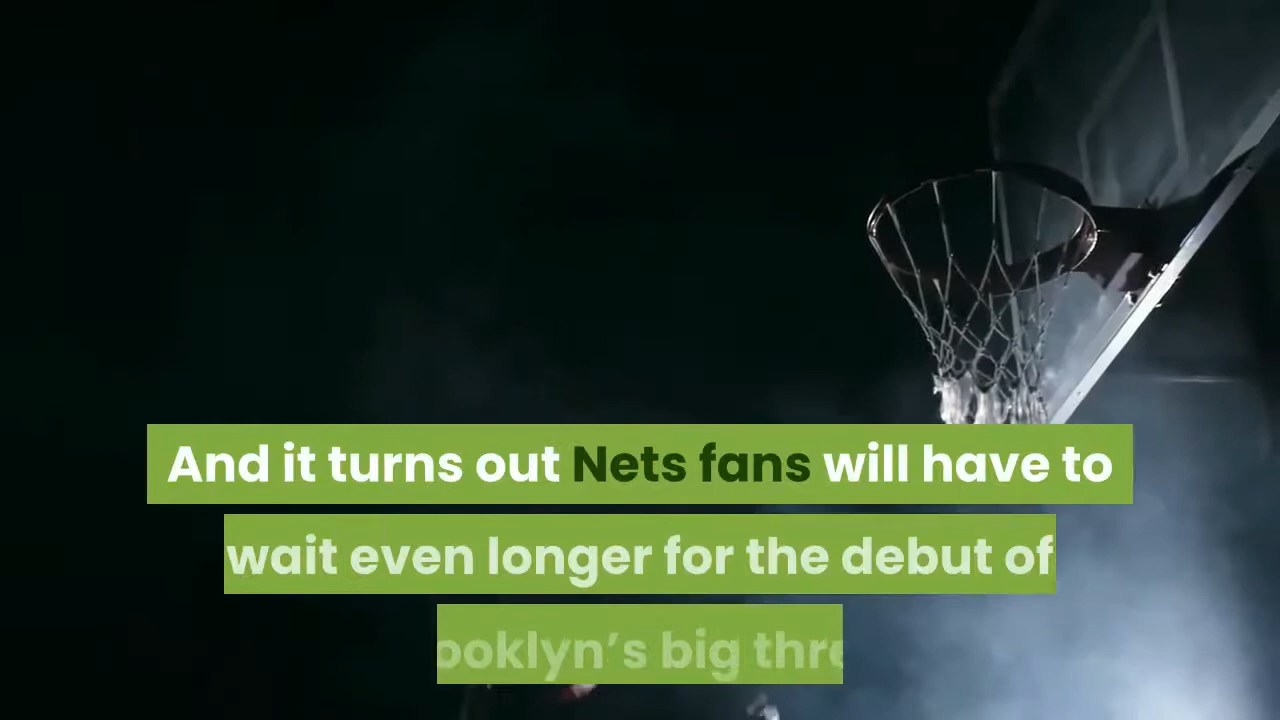 And it turns out Nets fans will have to
wait even longer for the debut of
ooklyn’s big